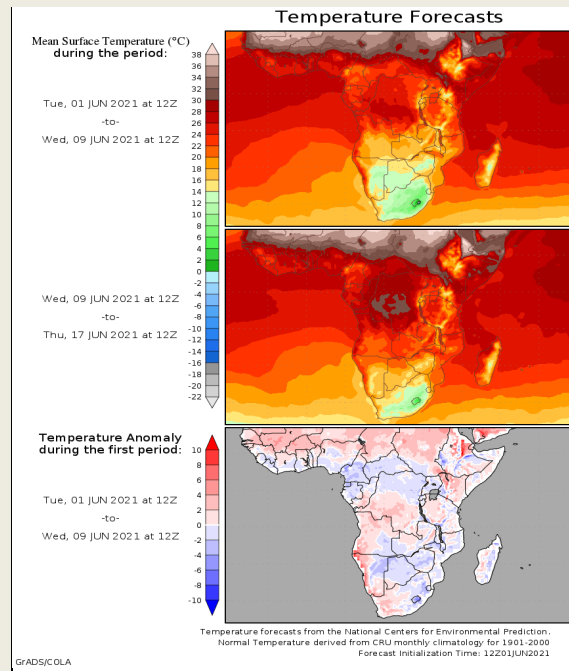 Temperature Forecasts
Mean Surface Temperature (°C)
during the period:
Tue, 01 JUN 2021 at 12Z
-to-
Wed, 09 JUN 2021 at 12Z
38
36
34
32
30
28
26
24
22
20
18
16
14
12
10
8
6
4
2
0
-2
-4
-6
-8
-10
-12
-14
-16
-18
-20
-22
Wed, 09 JUN 2021 at 12Z
-to-
Thu, 17 JUN 2021 at 12Z
Temperature Anomaly
during the first period:
Tue, 01 JUN 2021 at 12Z
-to-
Wed, 09 JUN 2021 at 12Z
10
8
6
4
2
0
-2
-4
-6
-8
-10
Temperature forecasts from the National Centers for Environmental Prediction.
Normal Temperature derived from CRU monthly climatology for 1901-2000
Forecast Initialization Time: 12Z01JUN2021
GrADS/COLA